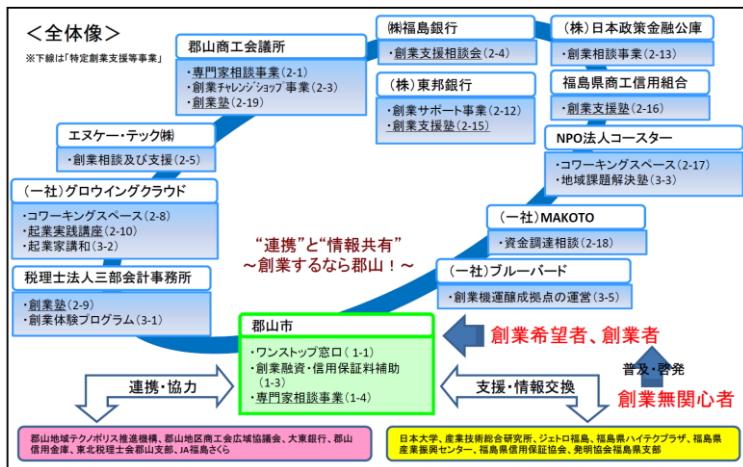 ＜全体像＞
※下線は「特定創業支援等事業」
郡山商工会議所
・専門家相談事業(2-1)
・創業チャレンジショップ事業(2-3)
・創業塾(2-19)
㈱福島銀行
・創業支援相談会(2-4)
(株)日本政策金融公庫
・創業相談事業(2-13)
(株)東邦銀行
・創業サポート事業(2-12)
・創業支援塾(2-15)
福島県商工信用組合
・創業支援塾(2-16)
エヌケー・テック㈱
・創業相談及び支援(2-5)
NPO法人コースター
・コワーキングスペース(2-17)
・地域課題解決塾(3-3)
(一社)グロウイングクラウド
・コワーキングスペース(2-8)
・起業実践講座(2-10)
・起業家講和(3-2)
(一社)MAKOTO
・資金調達相談(2-18)
“連携”と“情報共有”
～創業するなら郡山！～
税理士法人三部会計事務所
・創業塾(2-9)
・創業体験プログラム(3-1)
(一社)ブルーバード
・創業機運醸成拠点の運営(3-5)
郡山市
・ワンストップ窓口(1-1)
・創業融資・信用保証料補助
(1-3)
・専門家相談事業(1-4)
創業希望者、創業者
普及・啓発
創業無関心者
連携・協力
支援・情報交換
郡山地域テクノポリス推進機構、郡山地区商工会広域協議会、大東銀行、郡山
信用金庫、東北税理士会郡山支部、JA福島さくら
日本大学、産業技術総合研究所、ジェトロ福島、福島県ハイテクプラザ、福島県
産業振興センター、福島県信用保証協会、発明協会福島県支部